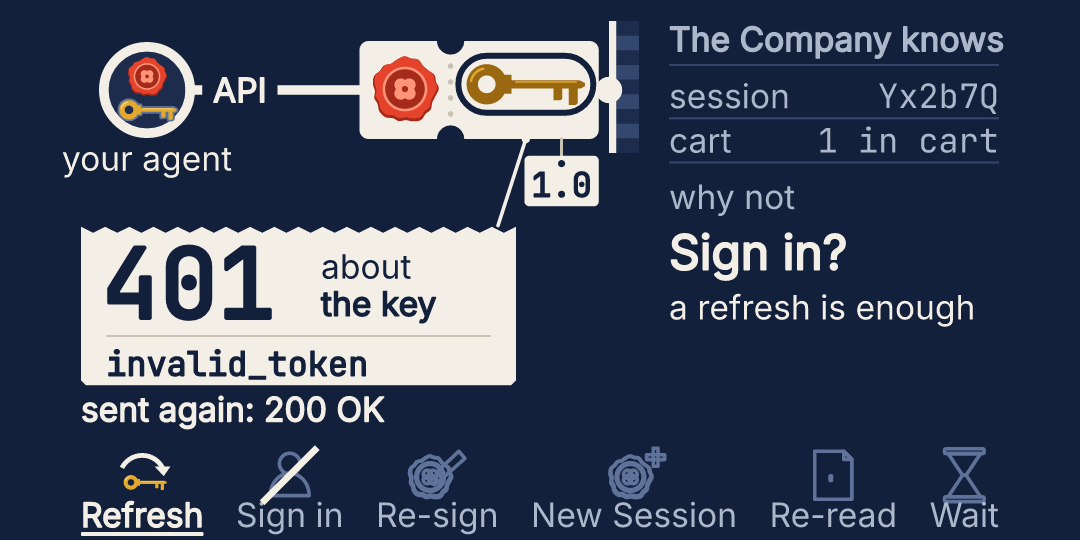 API
your agent
1.0
401
about
the key
invalid_token
sent again: 200 OK
The Company knows
session Yx2b7Q
cart 1 in cart
why not
Sign in?
a refresh is enough
Refresh Sign in Re-sign New Session Re-read Wait